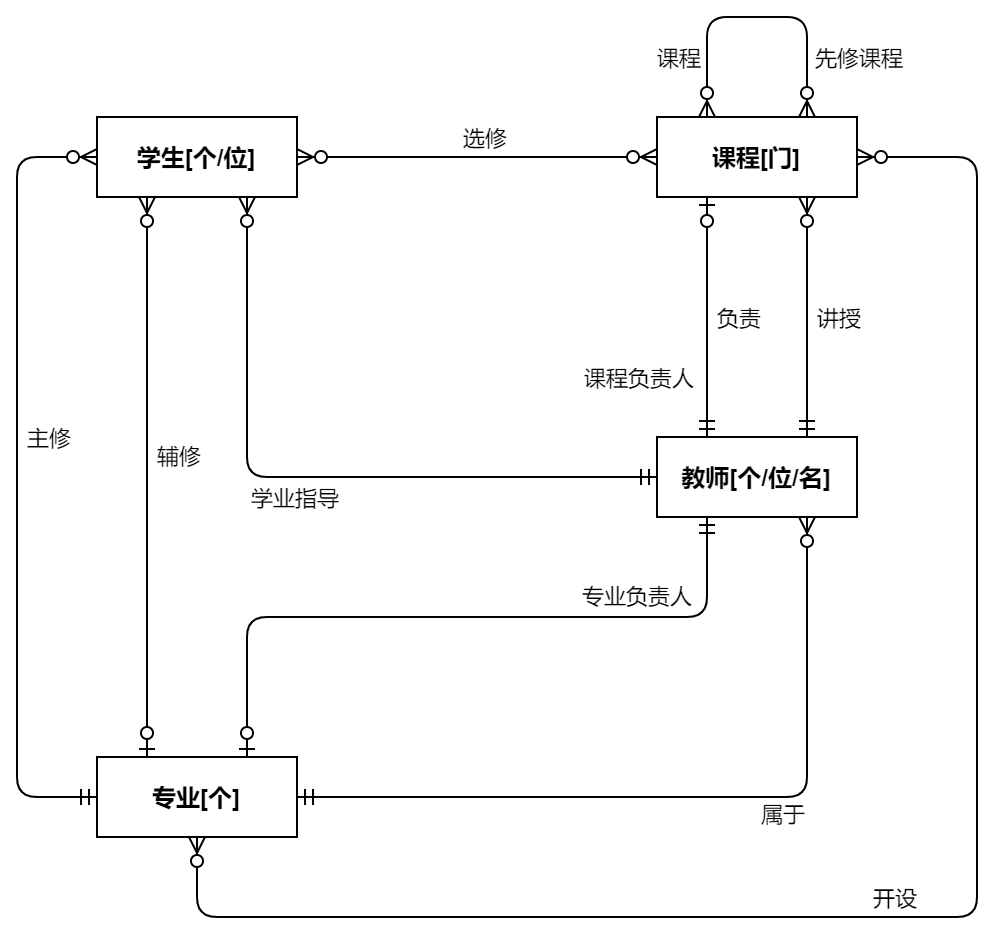 课程
先修课程
学生[个/位]
选修
课程[门]
负责
讲授
课程负责人
主修
辅修
教师[个/位/名]
学业指导
专业负责人
专业[个]
属于
开设